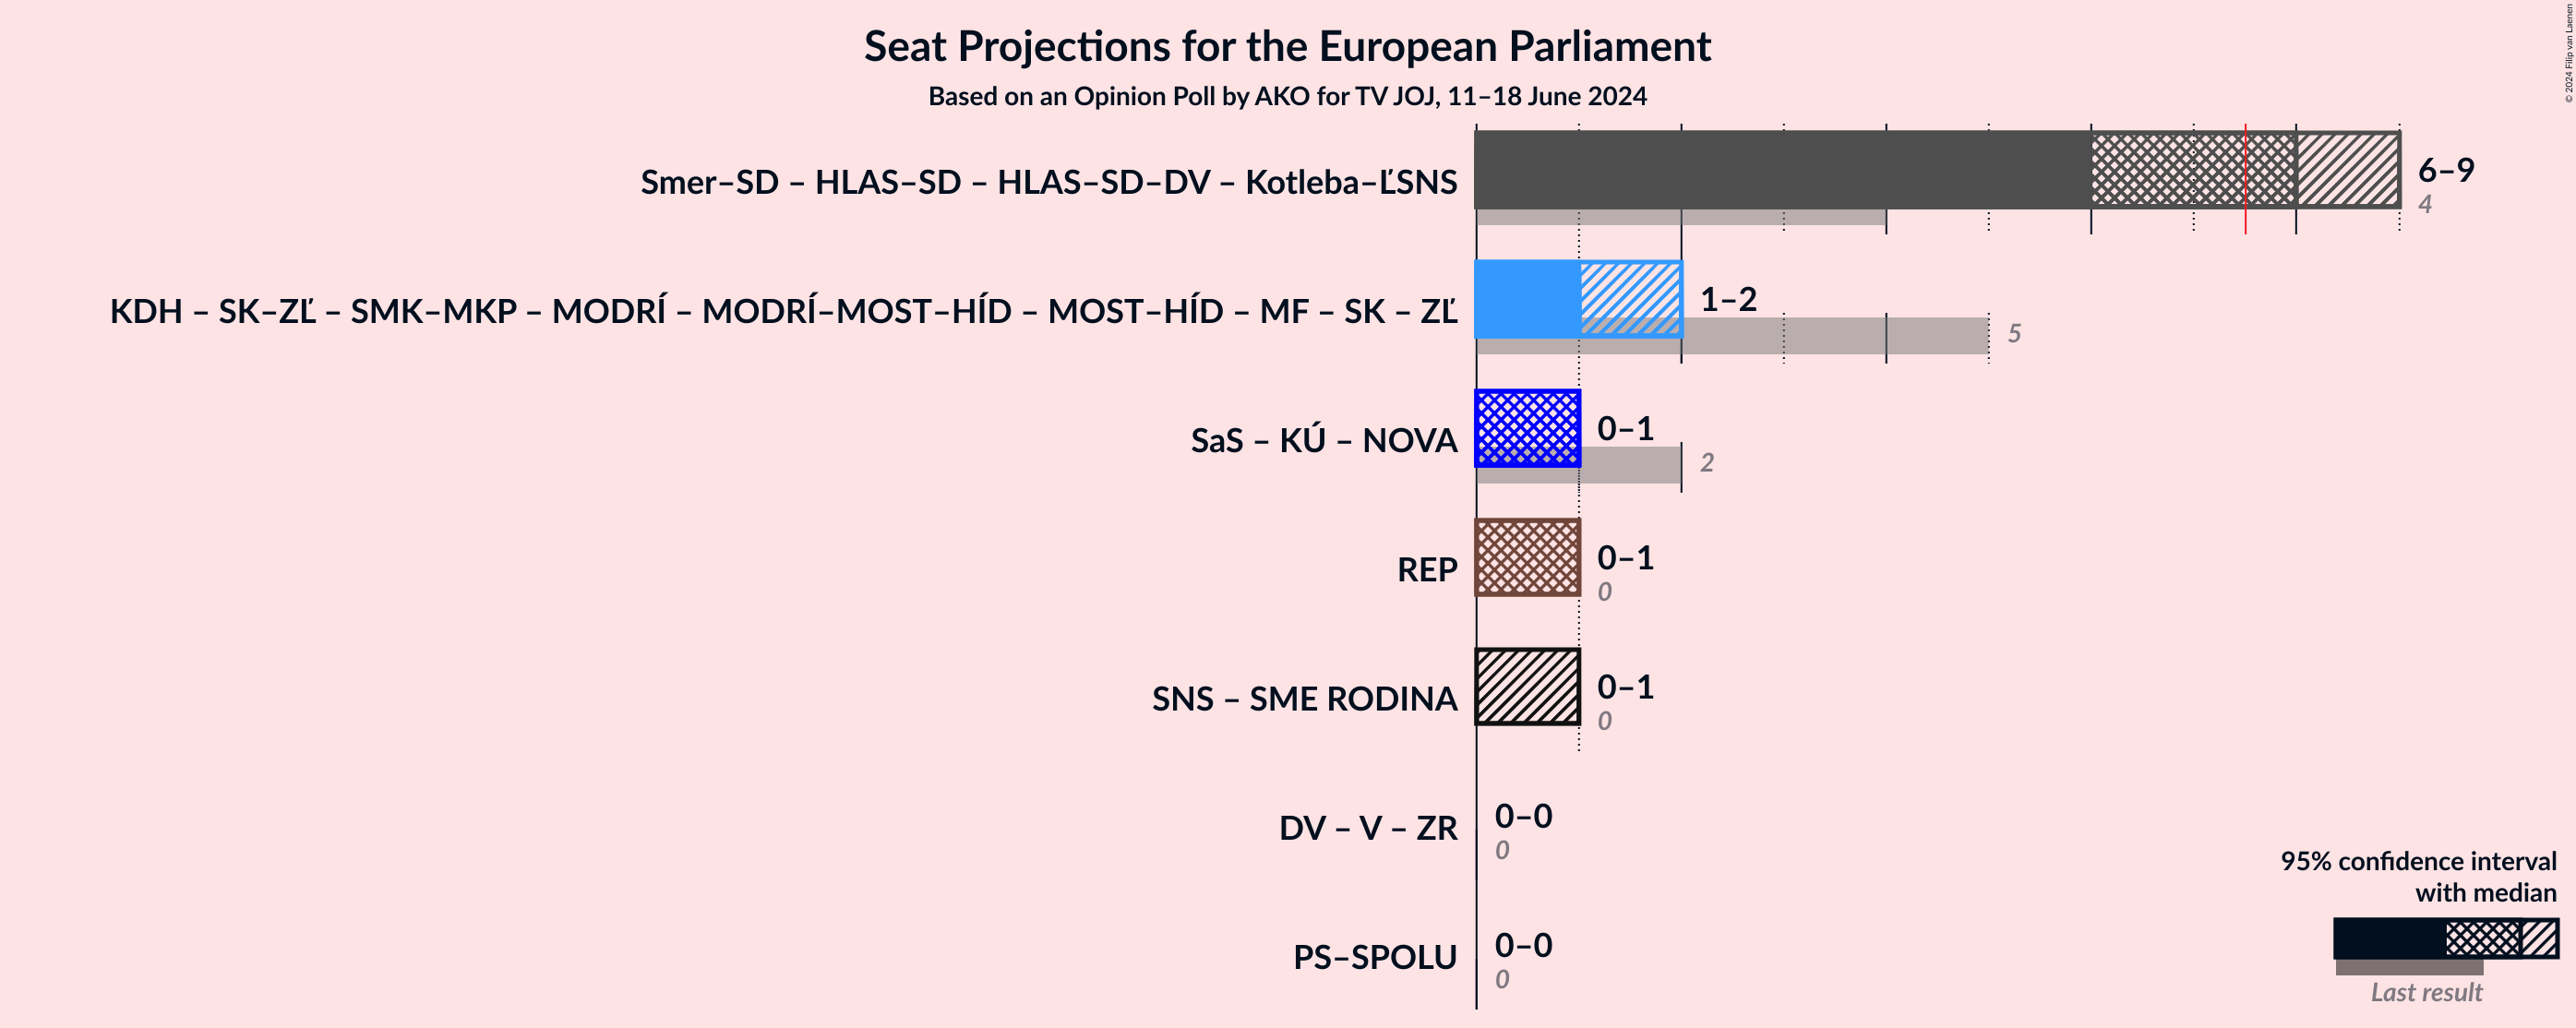 Seat Projections for the European Parliament
Based on an Opinion Poll by AKO for TV JOJ, 11–18 June 2024
© 2024 Filip van Laenen
Smer–SD – HLAS–SD – HLAS–SD–DV – Kotleba–ĽSNS
6–9
4
KDH – SK–ZĽ – SMK–MKP – MODRÍ – MODRÍ–MOST–HÍD – MOST–HÍD – MF – SK – ZĽ
1–2
5
SaS – KÚ – NOVA
0–1
2
REP
0–1
0
SNS – SME RODINA
0–1
0
DV – V – ZR
0–0
0
PS–SPOLU
0–0
0
95% confidence interval
with median
Last result